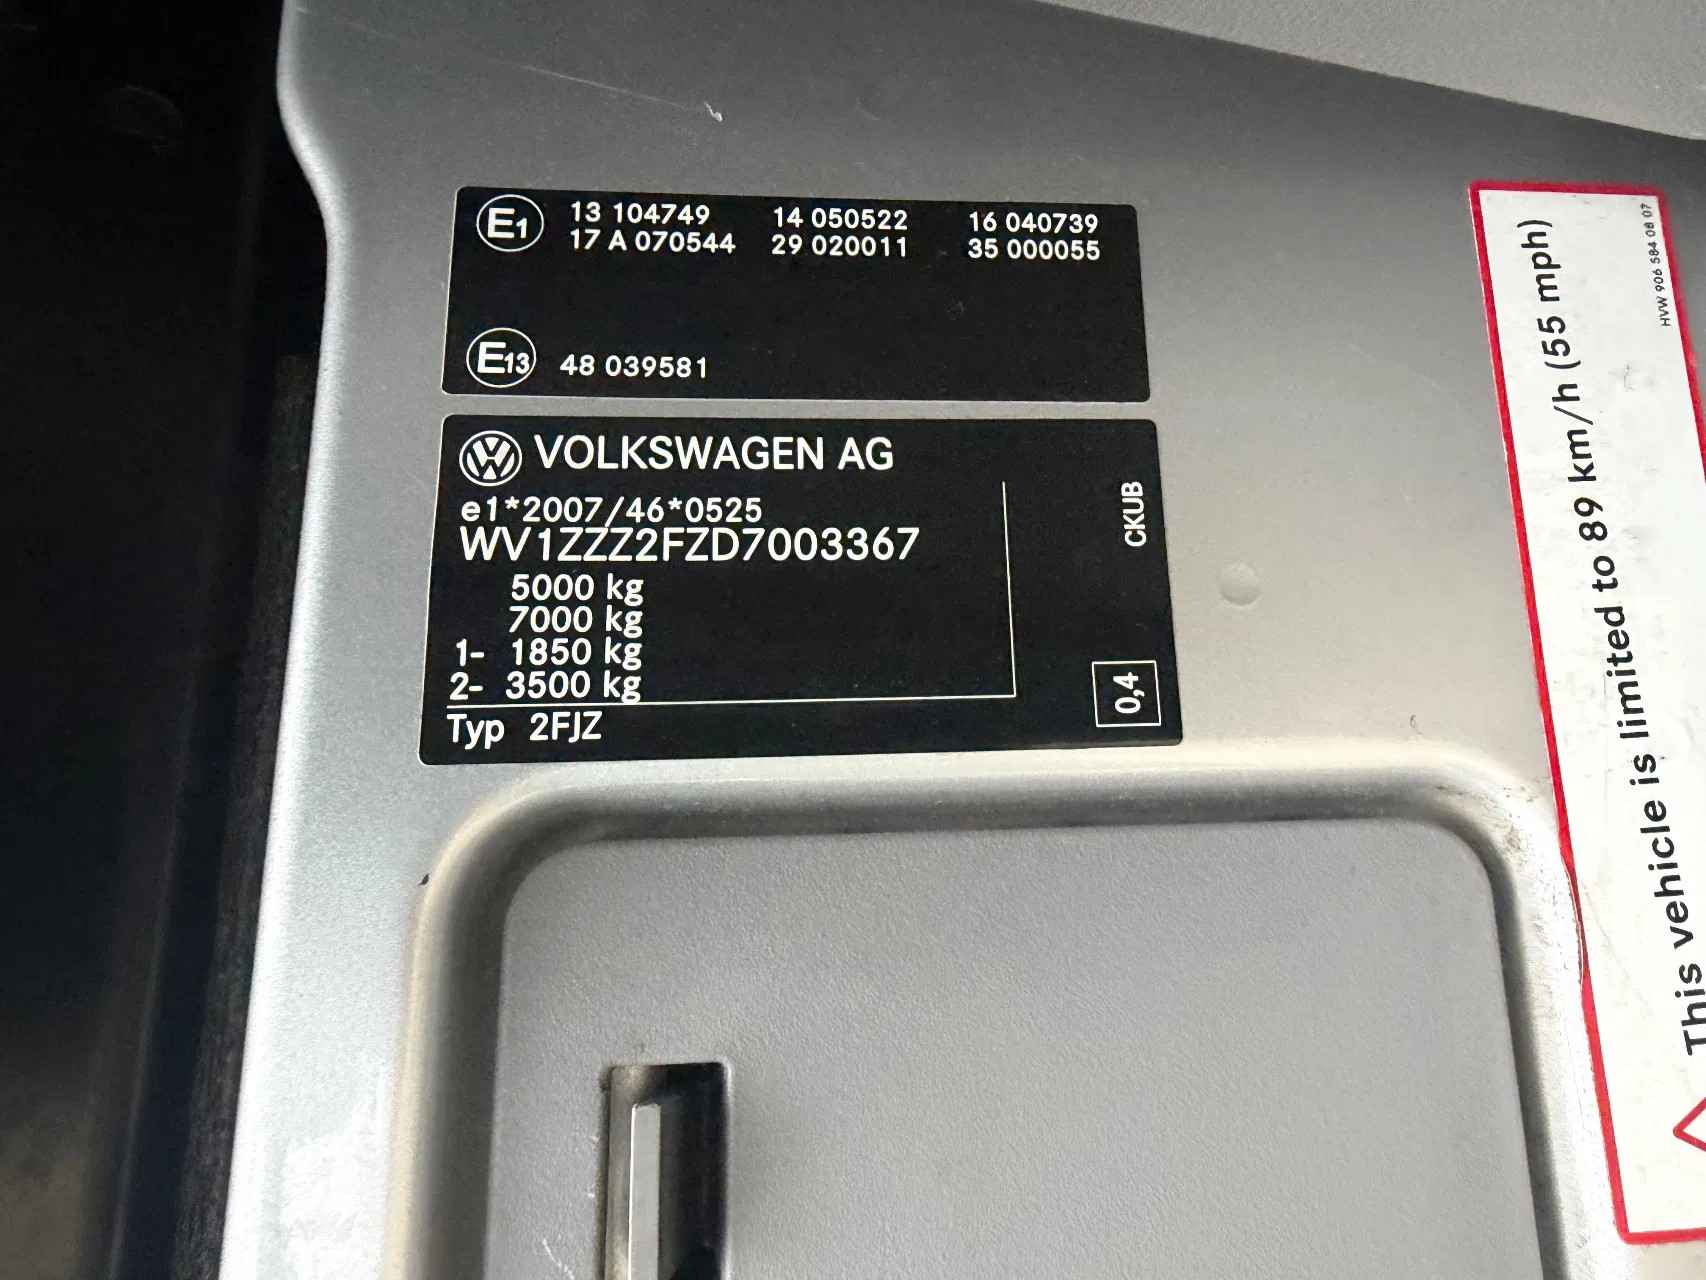 E1 13 104749 14 050522 16 040739
17 A 070544 29 020011 35 000055
E13 48 039581
VOLKSWAGEN AG
e1*2007/46*0525
WV1ZZZ2FZD7003367
5000 kg
7000 kg
1- 1850 kg
2- 3500 kg
Typ 2FJZ
CKUB
0,4
This vehicle is limited to 89 km/h (55 mph)
HVW 906 584 08 07